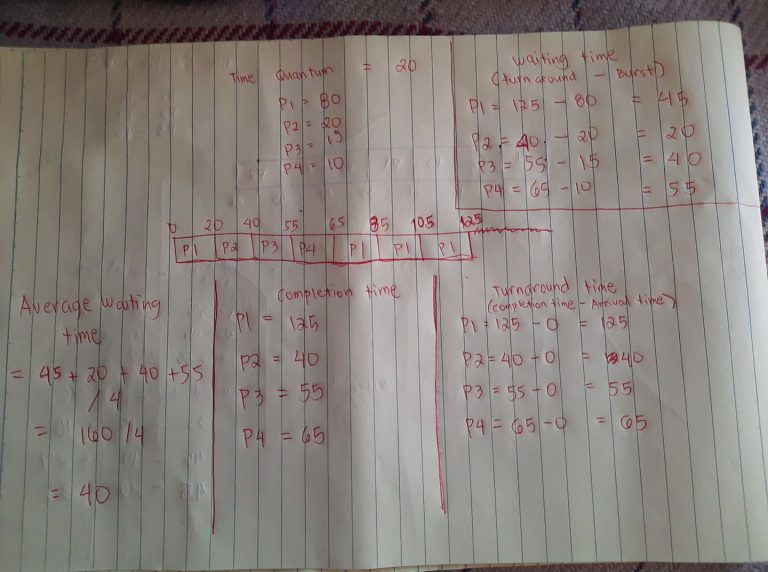 Time Quantum = 20
P1 = 80
P2 = 20
P3 = 15
P4 = 10
waiting time
(turn ground - Burst)
P1 = 125 - 80 = 45
P2 = 40 - 20 = 20
P3 = 55 - 15 = 40
P4 = 65 - 10 = 55
0 20 40 55 65 85 105 125
P1 P2 P3 P4 P1 P1 P1
Average waiting
time
= 45 + 20 + 40 + 55
/ 4
= 160 / 4
= 40
completion time
P1 = 125
P2 = 40
P3 = 55
P4 = 65
Turnground time
(completion time - Arrival time)
P1 = 125 - 0 = 125
P2 = 40 - 0 = 40
P3 = 55 - 0 = 55
P4 = 65 - 0 = 65